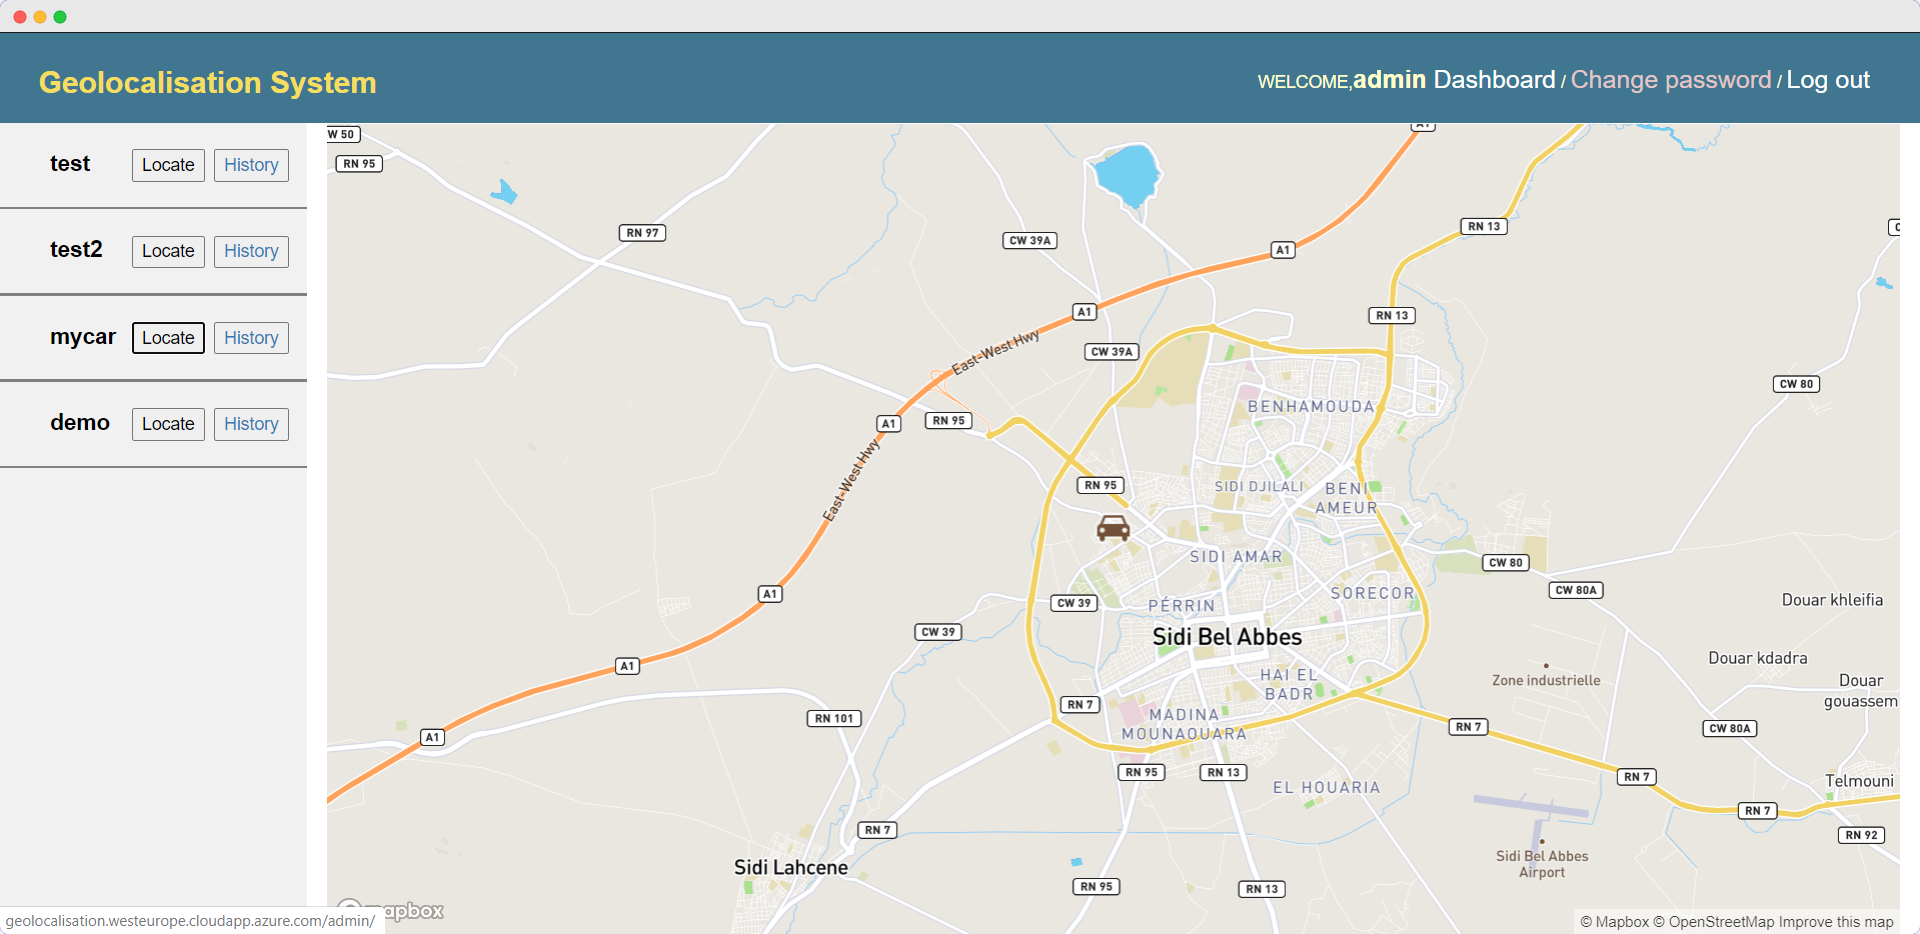 Geolocalisation System
WELCOME,admin Dashboard / Change password / Log out
test Locate History
test2 Locate History
mycar Locate History
demo Locate History
W 50
RN 95
RN 97
CW 39A
A1
A1
RN 13
RN 13
A1
East-West Hwy
CW 39A
CW 80
BENHAMOUDA
A1
RN 95
East-West Hwy
RN 95
SIDI DJILALI
BENI
AMEUR
SIDI AMAR
CW 80
CW 80A
A1
CW 39
PÉRRIN
SORECOR
Douar khleifia
CW 39
Sidi Bel Abbes
A1
Douar kdadra
HAI EL
BADR
Zone industrielle
Douar
gouassem
RN 101
RN 7
MADINA
MOUNAOUARA
RN 7
CW 80A
A1
RN 95
RN 13
RN 7
EL HOUARIA
Telmouni
RN 7
RN 7
RN 92
Sidi Lahcene
Sidi Bel Abbes
Airport
RN 95
RN 13
mapbox
geolocalisation.westeurope.cloudapp.azure.com/admin/
© Mapbox © OpenStreetMap Improve this map